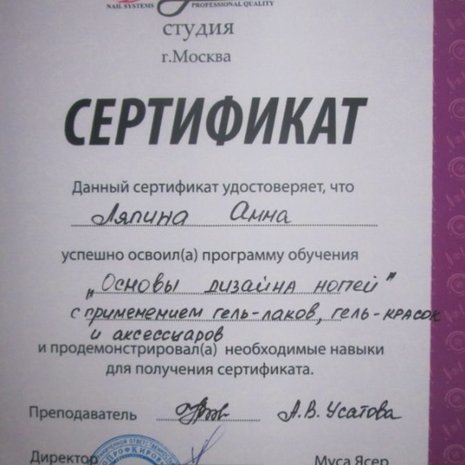 NAIL SYSTEMS PROFESSIONAL QUALITY
студия
г.Москва
СЕРТИФИКАТ
Данный сертификат удостоверяет, что
Ляпина Анна
успешно освоил(а) программу обучения
„Основы дизайна ногтей"
с применением гель-лаков, гель-красок
и аксессуаров
и продемонстрировал(а) необходимые навыки
для получения сертификата.
Преподаватель А.В.Усатова
Директор Муса Ясер